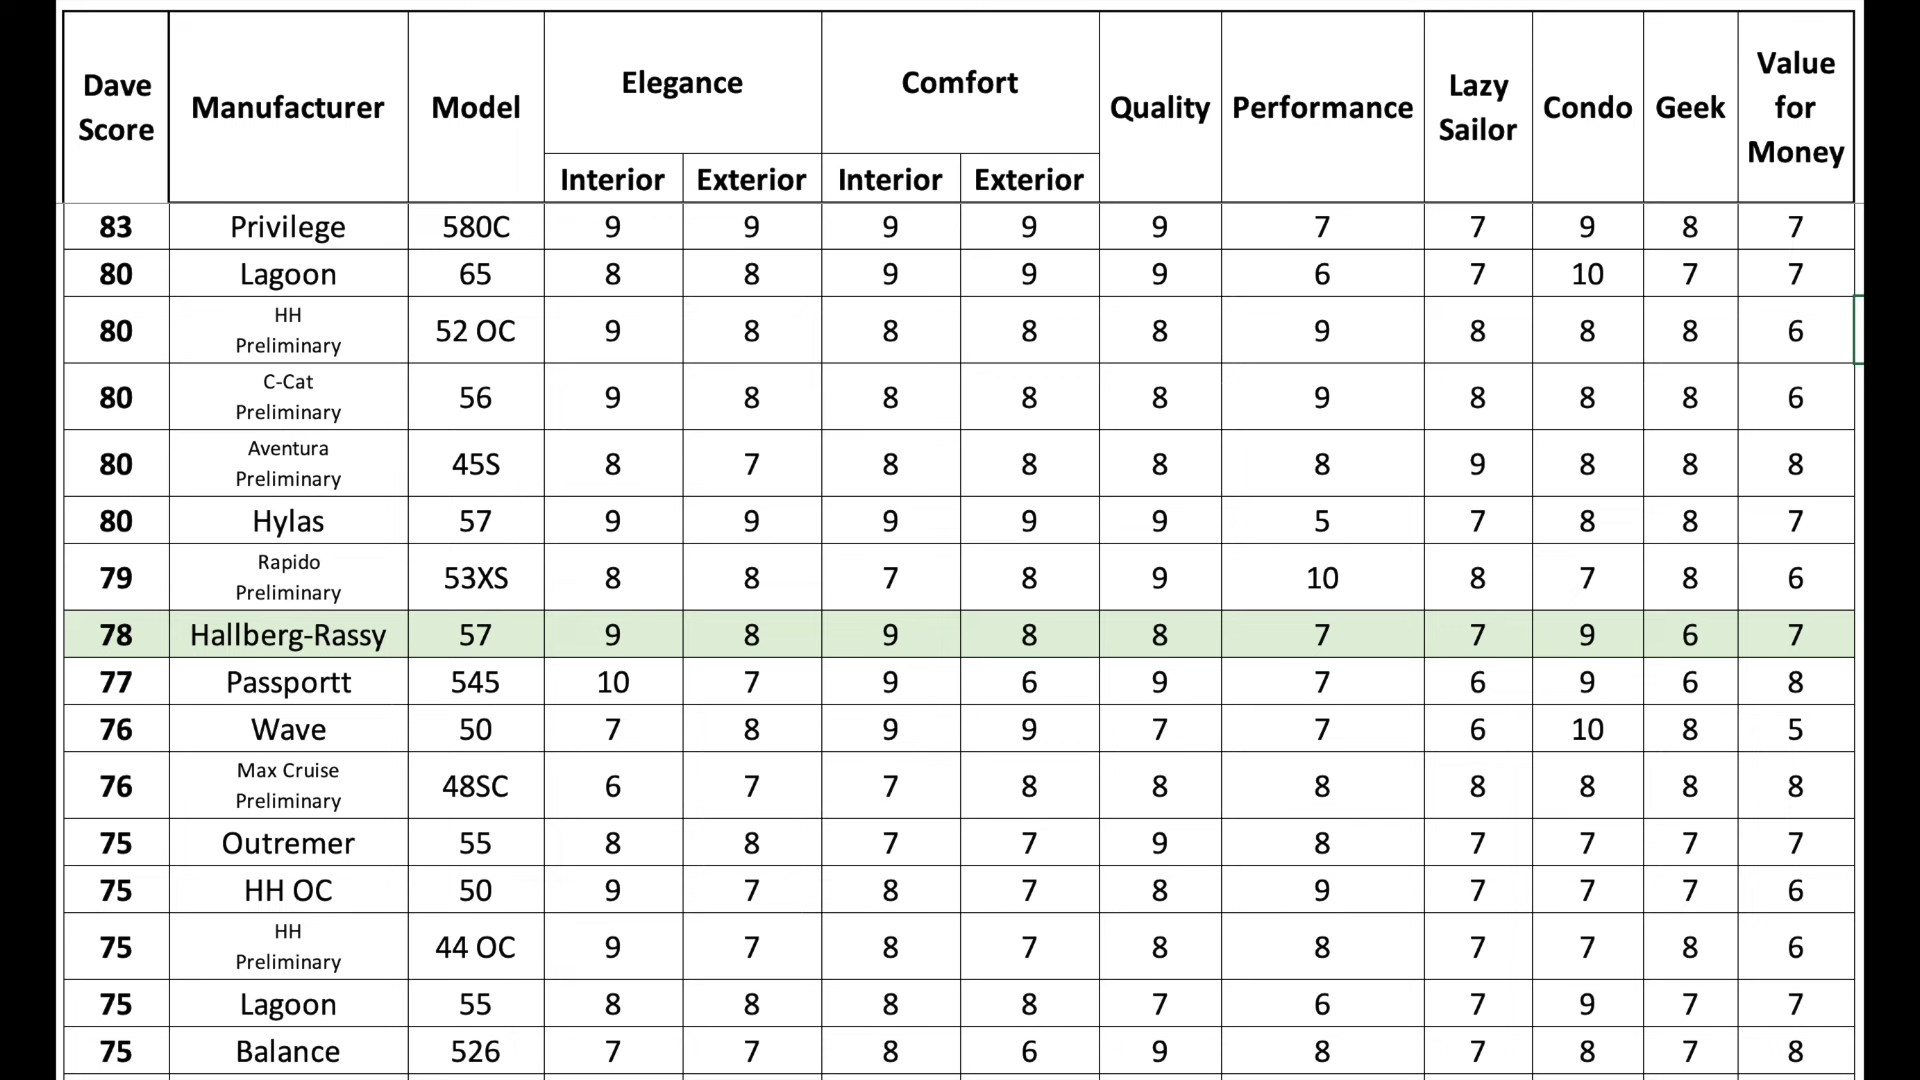 Dave Score Manufacturer Model Elegance Comfort Quality Performance Lazy Sailor Condo Geek Value for Money
Interior Exterior Interior Exterior
83 Privilege 580C 9 9 9 9 9 7 7 9 8 7
80 Lagoon 65 8 8 9 9 9 6 7 10 7 7
80 HH Preliminary 52 OC 9 8 8 8 8 9 8 8 8 6
80 C-Cat Preliminary 56 9 8 8 8 8 9 8 8 8 6
80 Aventura Preliminary 45S 8 7 8 8 8 8 9 8 8 8
80 Hylas 57 9 9 9 9 9 5 7 8 8 7
79 Rapido Preliminary 53XS 8 8 7 8 9 10 8 7 8 6
78 Hallberg-Rassy 57 9 8 9 8 8 7 7 9 6 7
77 Passportt 545 10 7 9 6 9 7 6 9 6 8
76 Wave 50 7 8 9 9 7 7 6 10 8 5
76 Max Cruise Preliminary 48SC 6 7 7 8 8 8 8 8 8 8
75 Outremer 55 8 8 7 7 9 8 7 7 7 7
75 HH OC 50 9 7 8 7 8 9 7 7 7 6
75 HH Preliminary 44 OC 9 7 8 7 8 8 7 7 8 6
75 Lagoon 55 8 8 8 8 7 6 7 9 7 7
75 Balance 526 7 7 8 6 9 8 7 8 7 8